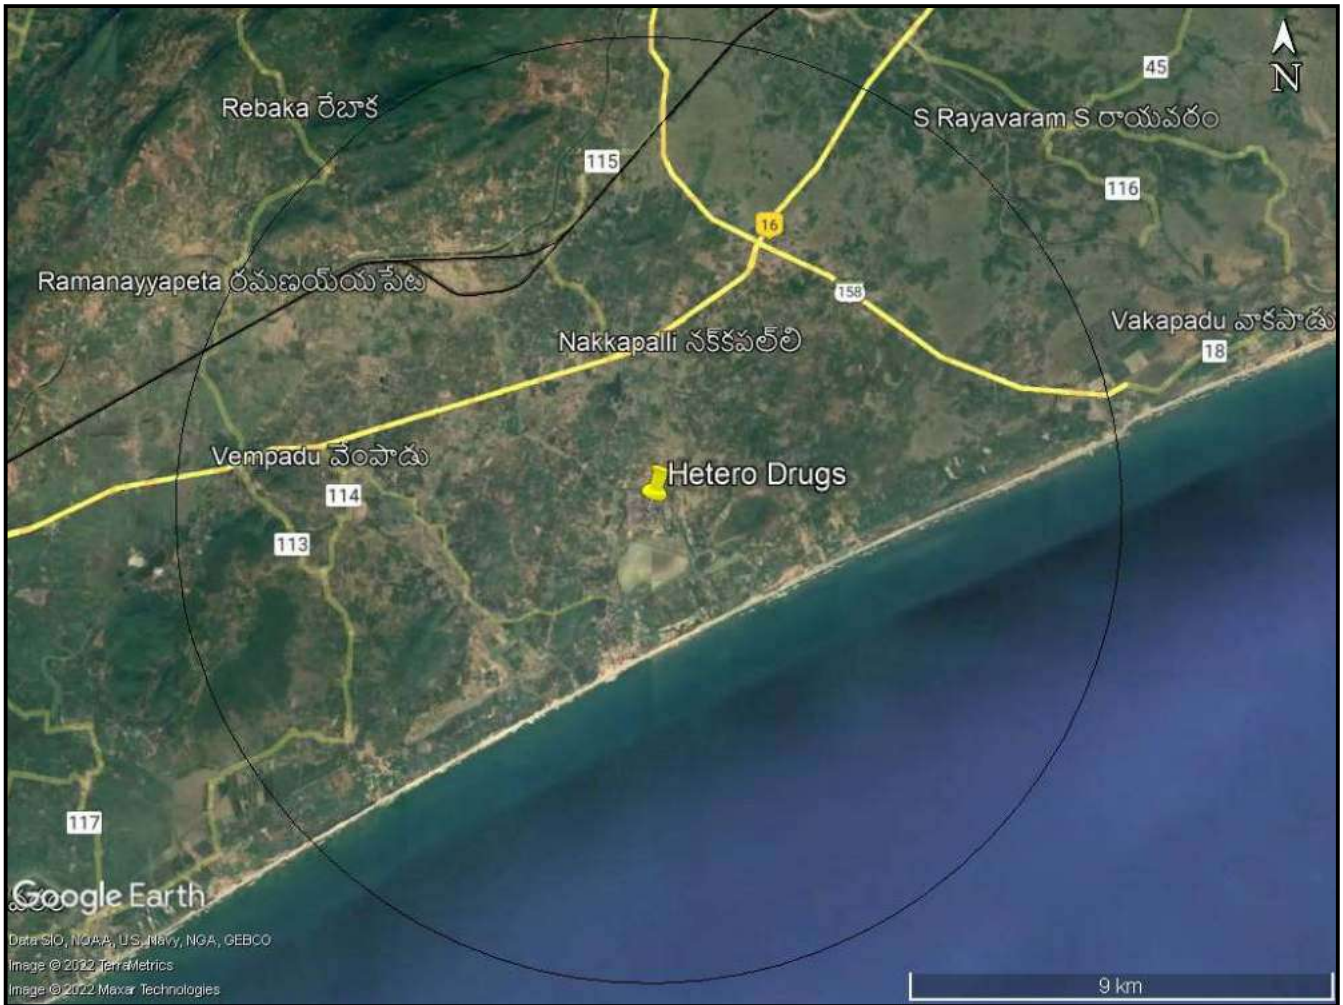 45
N
Rebaka రేబాక
S Rayavaram S రాయవరం
115
116
16
Ramanayyapeta రమణయ్యపేట
158
Vakapadu వాకపాడు
Nakkapalli నక్కపల్లి
18
Vempadu వేంపాడు
Hetero Drugs
114
113
117
Google Earth
Data SIO, NOAA, U.S. Navy, NGA, GEBCO
Image © 2022 TerraMetrics
Image © 2022 Maxar Technologies
9 km